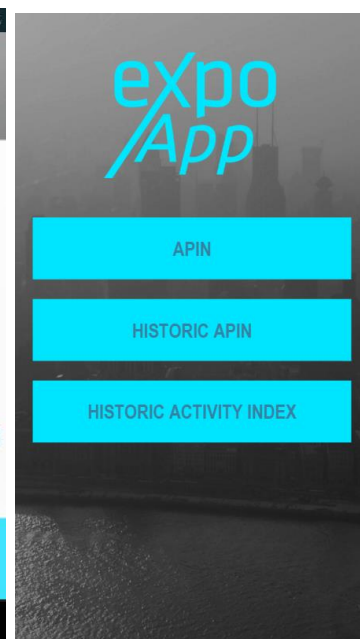 expo
App
APIN
HISTORIC APIN
HISTORIC ACTIVITY INDEX